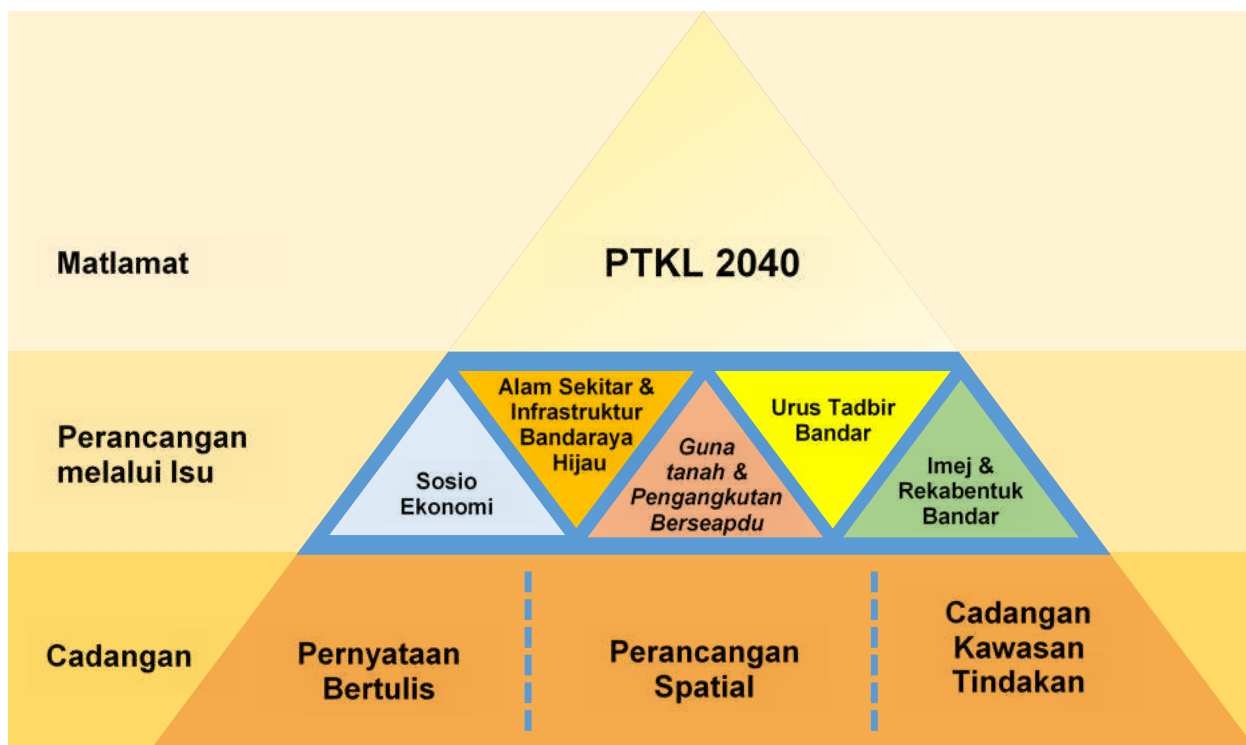 Matlamat
PTKL 2040
Perancangan
melalui Isu
Sosio
Ekonomi
Alam Sekitar &
Infrastruktur
Bandaraya
Hijau
Guna
tanah &
Pengangkutan
Berseapdu
Urus Tadbir
Bandar
Imej &
Rekabentuk
Bandar
Cadangan
Pernyataan
Bertulis
Perancangan
Spatial
Cadangan
Kawasan
Tindakan